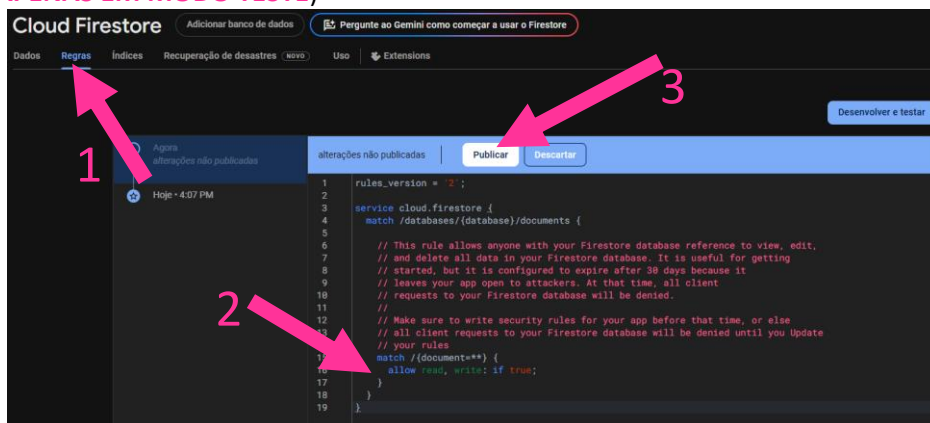 APENAS EM MODO TESTE)
Cloud Firestore Adicionar banco de dados Pergunte ao Gemini como começar a usar o Firestore
Dados Regras Índices Recuperação de desastres NOVO Uso Extensions
3
Desenvolver e testar
1
Agora
alterações não publicadas
alterações não publicadas Publicar Descartar
Hoje • 4:07 PM
1 rules_version = '2';
2
3 service cloud.firestore {
4 match /databases/{database}/documents {
5
6 // This rule allows anyone with your Firestore database reference to view, edit,
7 // and delete all data in your Firestore database. It is useful for getting
8 // started, but it is configured to expire after 30 days because it
9 // leaves your app open to attackers. At that time, all client
10 // requests to your Firestore database will be denied.
11 //
2
12 // Make sure to write security rules for your app before that time, or else
13 // all client requests to your Firestore database will be denied until you Update
// your rules
15 match /{document=**} {
16 allow read, write: if true;
17 }
18 }
19 }